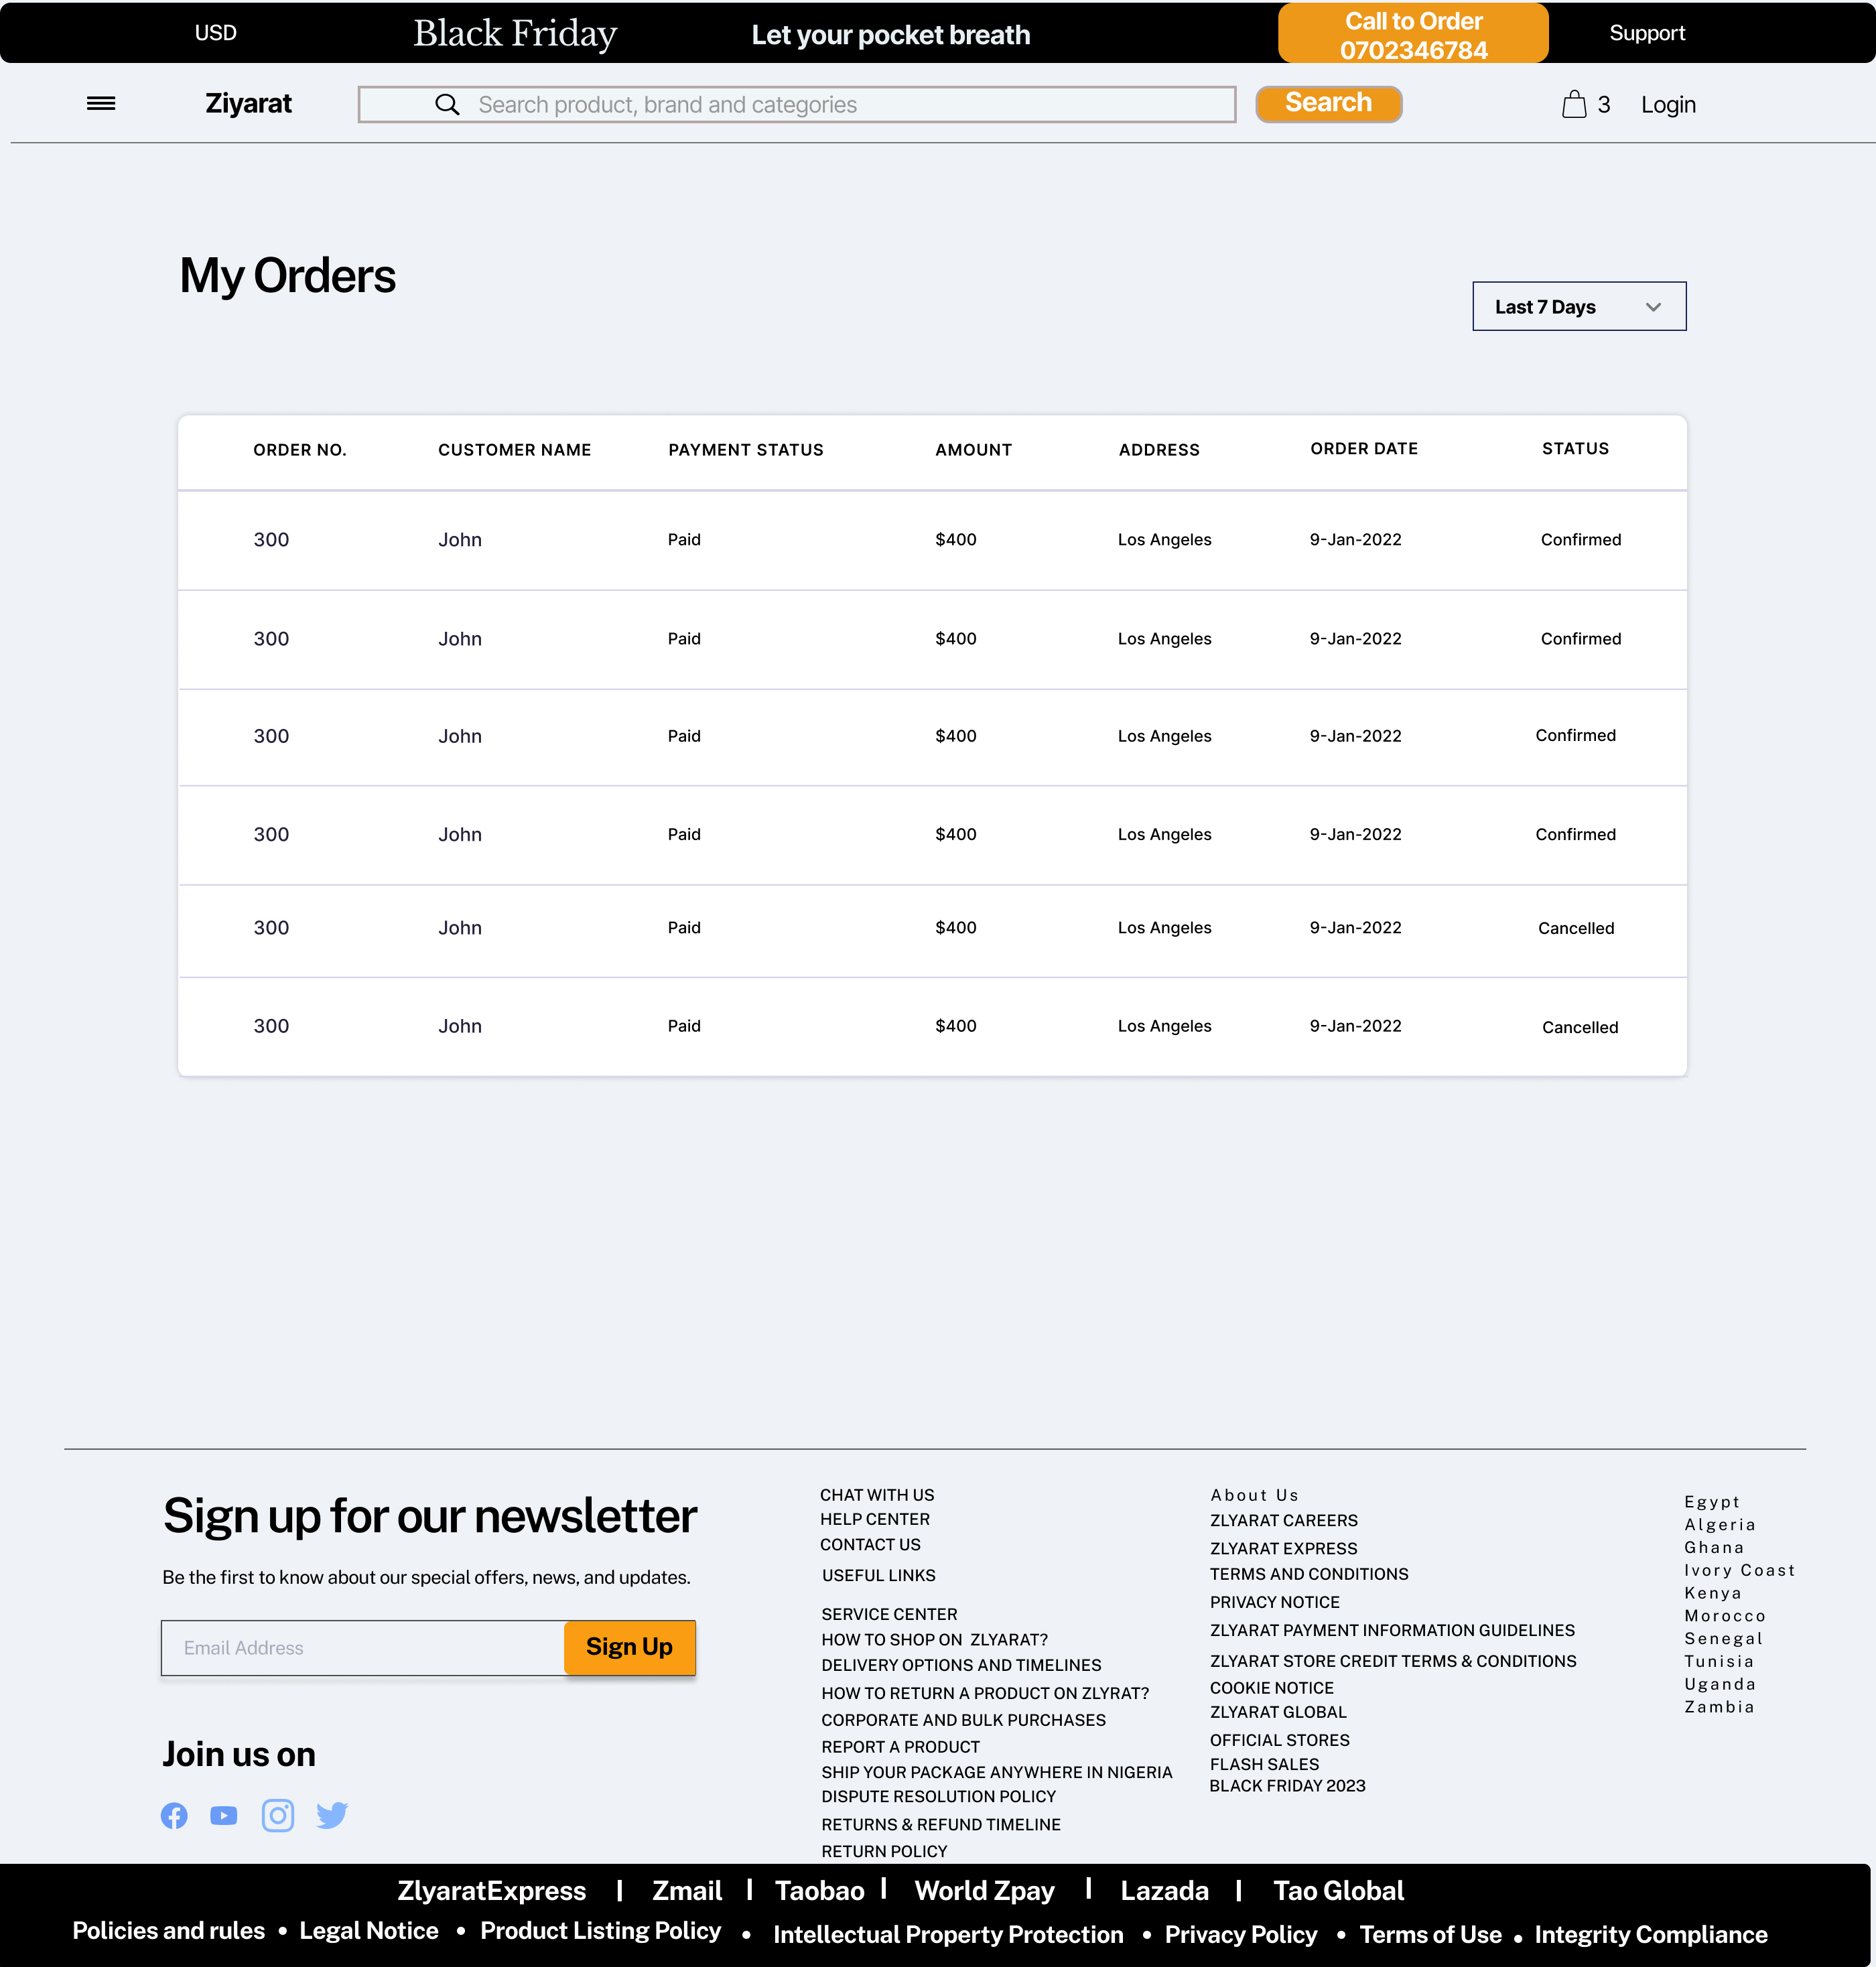 USD Black Friday Let your pocket breath Call to Order Support
0702346784
Ziyarat Search product, brand and categories Search 3 Login
My Orders
Last 7 Days
ORDER NO. CUSTOMER NAME PAYMENT STATUS AMOUNT ADDRESS ORDER DATE STATUS
300 John Paid $400 Los Angeles 9-Jan-2022 Confirmed
300 John Paid $400 Los Angeles 9-Jan-2022 Confirmed
300 John Paid $400 Los Angeles 9-Jan-2022 Confirmed
300 John Paid $400 Los Angeles 9-Jan-2022 Confirmed
300 John Paid $400 Los Angeles 9-Jan-2022 Cancelled
300 John Paid $400 Los Angeles 9-Jan-2022 Cancelled
Sign up for our newsletter
Be the first to know about our special offers, news, and updates.
Email Address Sign Up
Join us on
CHAT WITH US
HELP CENTER
CONTACT US
USEFUL LINKS
SERVICE CENTER
HOW TO SHOP ON ZLYARAT?
DELIVERY OPTIONS AND TIMELINES
HOW TO RETURN A PRODUCT ON ZLYRAT?
CORPORATE AND BULK PURCHASES
REPORT A PRODUCT
SHIP YOUR PACKAGE ANYWHERE IN NIGERIA
DISPUTE RESOLUTION POLICY
RETURNS & REFUND TIMELINE
RETURN POLICY
About Us
ZLYARAT CAREERS
ZLYARAT EXPRESS
TERMS AND CONDITIONS
PRIVACY NOTICE
ZLYARAT PAYMENT INFORMATION GUIDELINES
ZLYARAT STORE CREDIT TERMS & CONDITIONS
COOKIE NOTICE
ZLYARAT GLOBAL
OFFICIAL STORES
FLASH SALES
BLACK FRIDAY 2023
Egypt
Algeria
Ghana
Ivory Coast
Kenya
Morocco
Senegal
Tunisia
Uganda
Zambia
ZlyaratExpress | Zmail | Taobao | World Zpay | Lazada | Tao Global
Policies and rules • Legal Notice • Product Listing Policy • Intellectual Property Protection • Privacy Policy • Terms of Use • Integrity Compliance